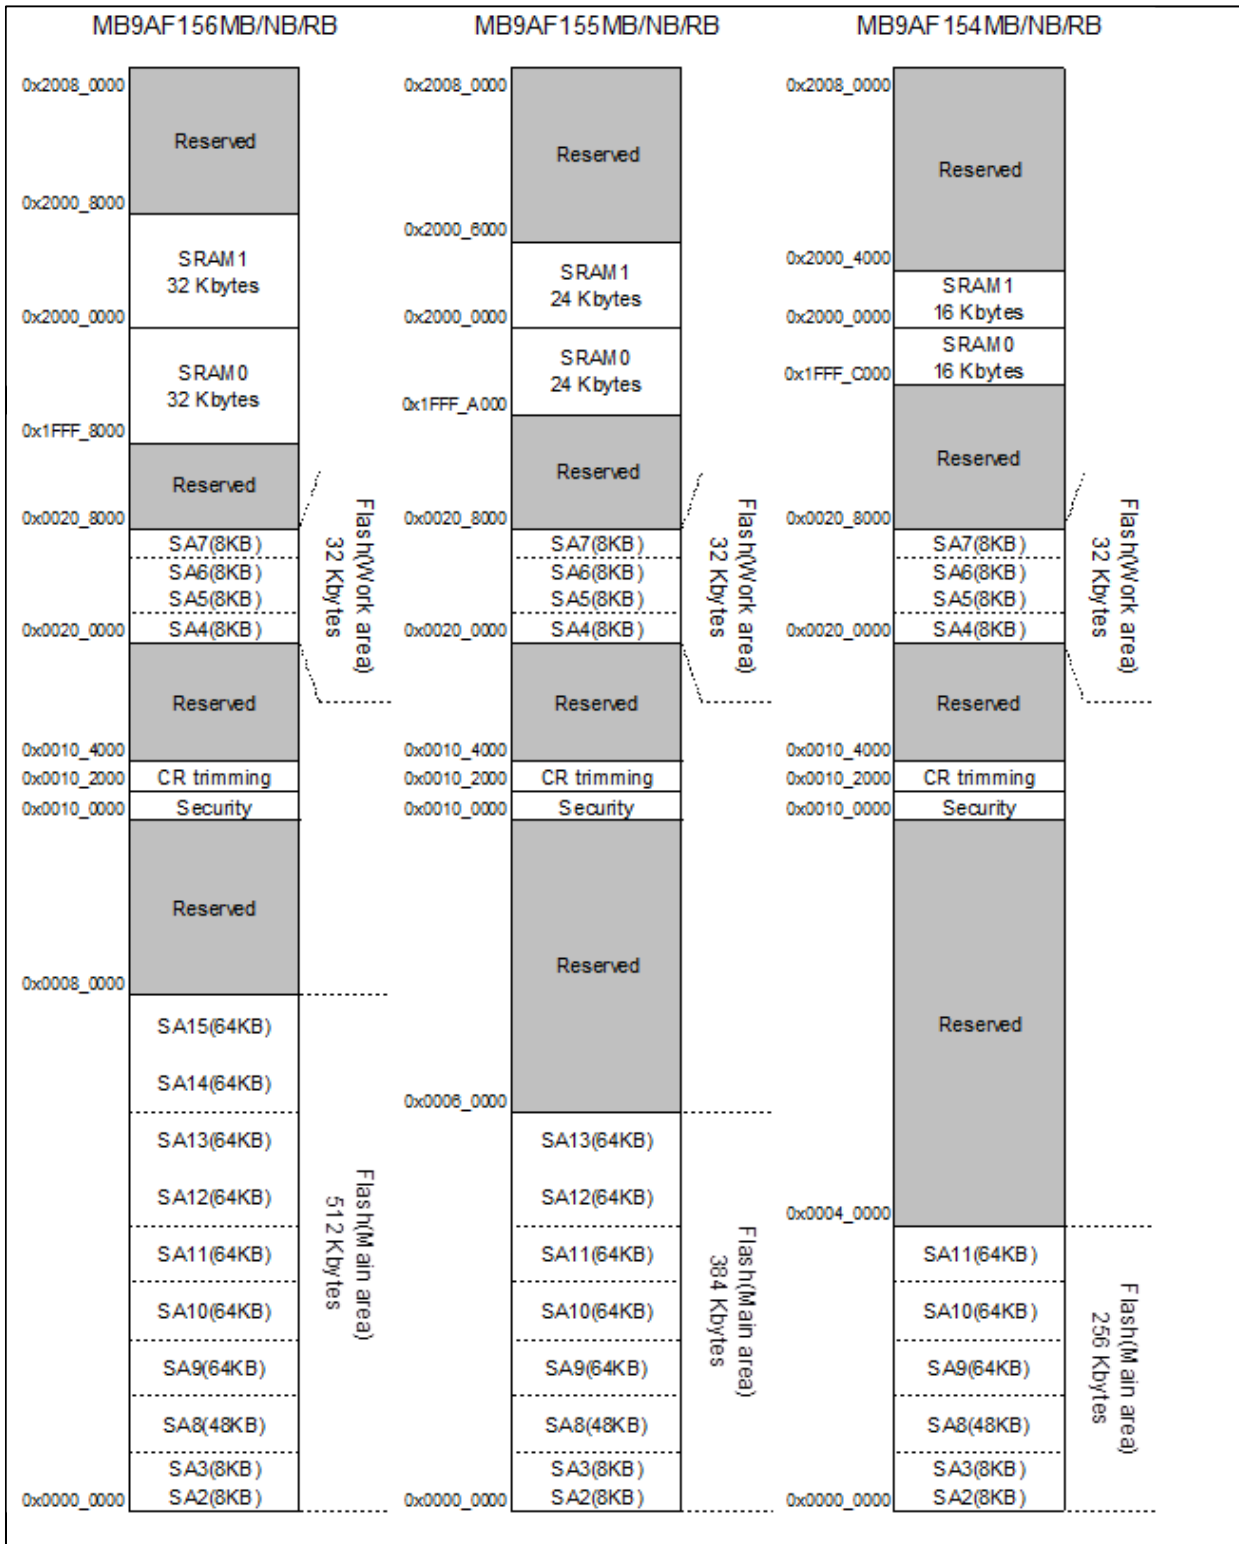 MB9AF156MB/NB/RB
0x2008_0000
Reserved
0x2000_8000
SRAM1
32 Kbytes
0x2000_0000
SRAM0
32 Kbytes
0x1FFF_8000
Reserved
0x0020_8000
SA7(8KB)
SA6(8KB)
SA5(8KB)
0x0020_0000
SA4(8KB)
Flash(Work area)
32 Kbytes
Reserved
0x0010_4000
0x0010_2000
CR trimming
0x0010_0000
Security
Reserved
0x0008_0000
SA15(64KB)
SA14(64KB)
SA13(64KB)
SA12(64KB)
SA11(64KB)
SA10(64KB)
SA9(64KB)
SA8(48KB)
SA3(8KB)
0x0000_0000
SA2(8KB)
Flash(Main area)
512 Kbytes
MB9AF155MB/NB/RB
0x2008_0000
Reserved
0x2000_6000
SRAM1
24 Kbytes
0x2000_0000
SRAM0
24 Kbytes
0x1FFF_A000
Reserved
0x0020_8000
SA7(8KB)
SA6(8KB)
SA5(8KB)
0x0020_0000
SA4(8KB)
Flash(Work area)
32 Kbytes
Reserved
0x0010_4000
0x0010_2000
CR trimming
0x0010_0000
Security
Reserved
0x0006_0000
SA13(64KB)
SA12(64KB)
SA11(64KB)
SA10(64KB)
SA9(64KB)
SA8(48KB)
SA3(8KB)
0x0000_0000
SA2(8KB)
Flash(Main area)
384 Kbytes
MB9AF154MB/NB/RB
0x2008_0000
Reserved
0x2000_4000
SRAM1
16 Kbytes
0x2000_0000
SRAM0
16 Kbytes
0x1FFF_C000
Reserved
0x0020_8000
SA7(8KB)
SA6(8KB)
SA5(8KB)
0x0020_0000
SA4(8KB)
Flash(Work area)
32 Kbytes
Reserved
0x0010_4000
0x0010_2000
CR trimming
0x0010_0000
Security
Reserved
0x0004_0000
SA11(64KB)
SA10(64KB)
SA9(64KB)
SA8(48KB)
SA3(8KB)
0x0000_0000
SA2(8KB)
Flash(Main area)
256 Kbytes